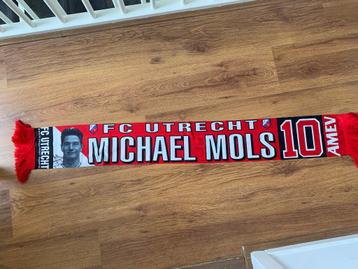 FC UTRECHT
FC UTRECHT
MICHAEL MOLS
10
AMEV